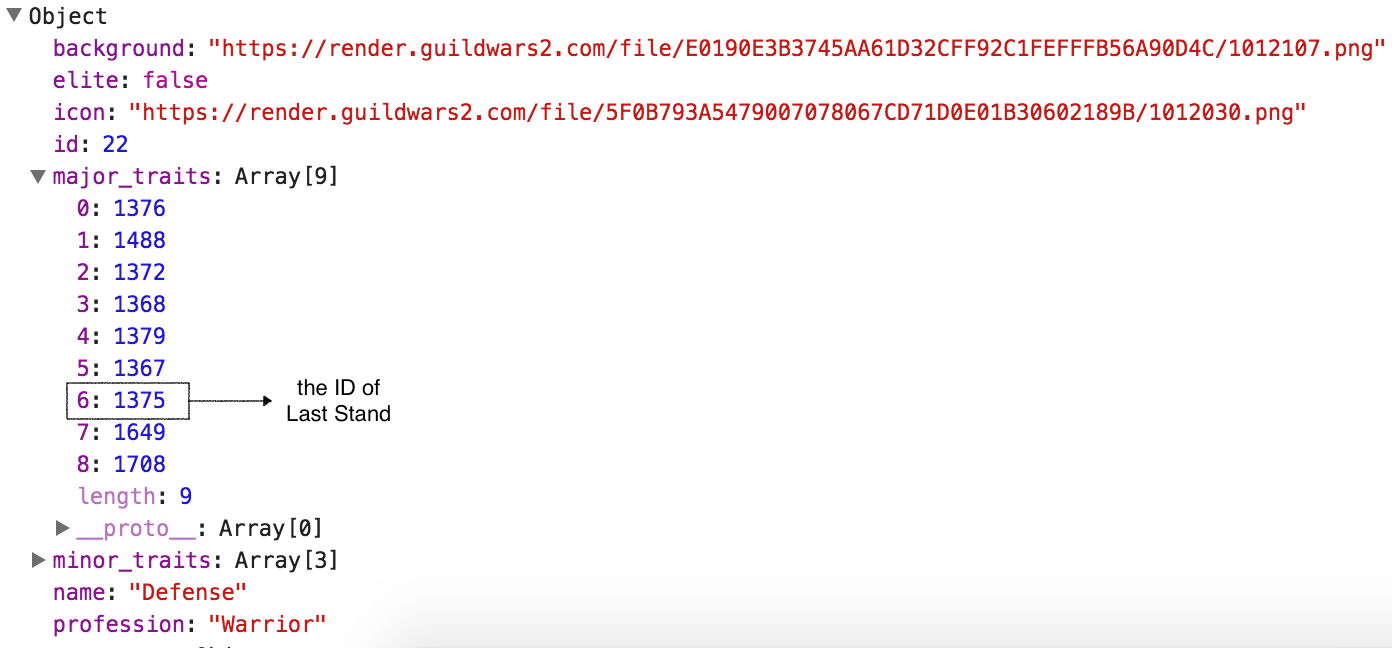 ▼ Object
background: "https://render.guildwars2.com/file/E0190E3B3745AA61D32CFF92C1FEFFFB56A90D4C/1012107.png"
elite: false
icon: "https://render.guildwars2.com/file/5F0B793A5479007078067CD71D0E01B30602189B/1012030.png"
id: 22
▼ major_traits: Array[9]
0: 1376
1: 1488
2: 1372
3: 1368
4: 1379
5: 1367
6: 1375
the ID of
Last Stand
7: 1649
8: 1708
length: 9
▶ __proto__: Array[0]
▶ minor_traits: Array[3]
name: "Defense"
profession: "Warrior"